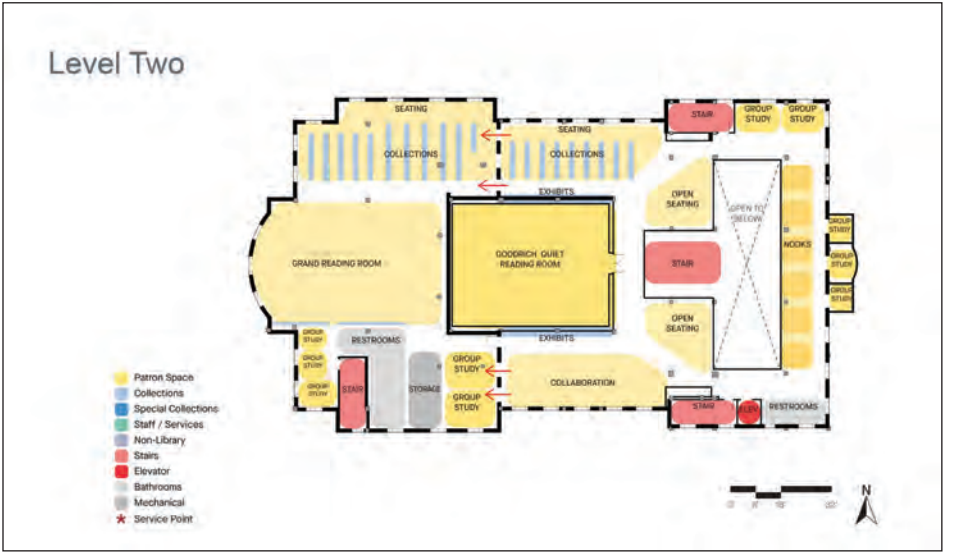 Level Two
SEATING
STAIR
GROUP
STUDY
GROUP
STUDY
SEATING
COLLECTIONS
COLLECTIONS
EXHIBITS
OPEN
SEATING
OPEN TO
BELOW
GROUP
STUDY
NOOKS
GRAND READING ROOM
GOODRICH QUIET
READING ROOM
STAIR
GROUP
STUDY
GROUP
STUDY
OPEN
SEATING
GROUP
STUDY
RESTROOMS
EXHIBITS
GROUP
STUDY
GROUP
STUDY
GROUP
STUDY
STAIR
STORAGE
COLLABORATION
GROUP
STUDY
STAIR
ELEV
RESTROOMS
Patron Space
Collections
Special Collections
Staff / Services
Non-Library
Stairs
Elevator
Bathrooms
Mechanical
Service Point
N